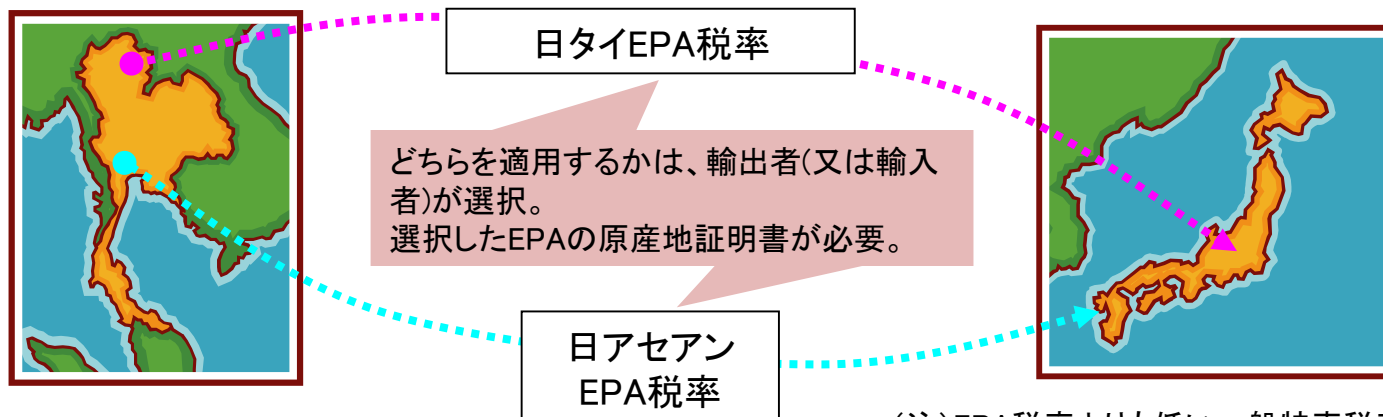 日タイEPA税率
どちらを適用するかは、輸出者(又は輸入
者)が選択。
選択したEPAの原産地証明書が必要。
日アセアン
EPA税率